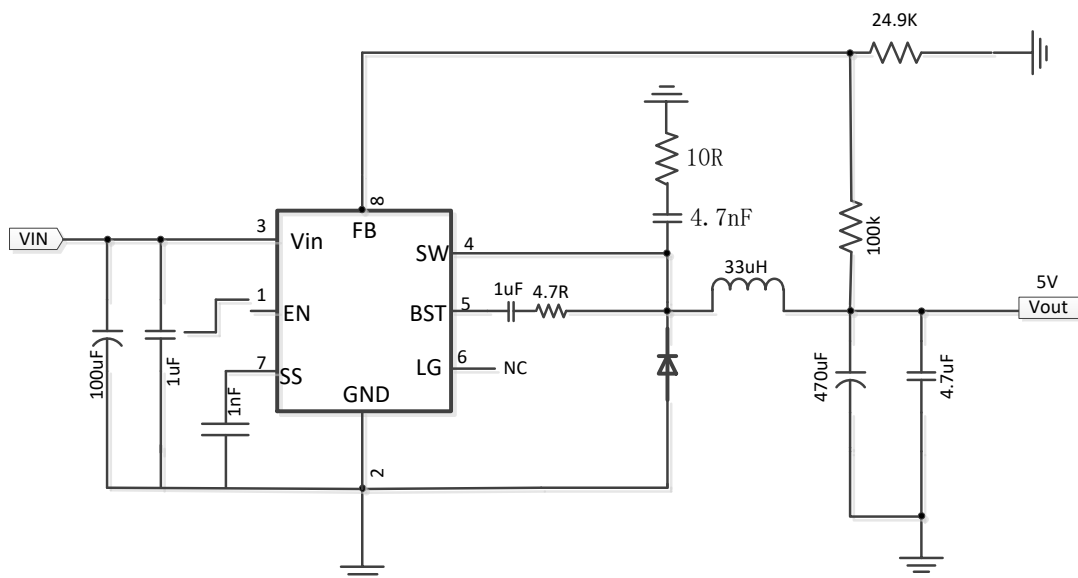 24.9K
10R
4.7nF
100k
VIN
3
Vin
8
FB
SW
4
1
EN
BST
5
1uF
4.7R
33uH
5V
Vout
7
SS
LG
6
NC
GND
2
100uF
1uF
1nF
470uF
4.7uF